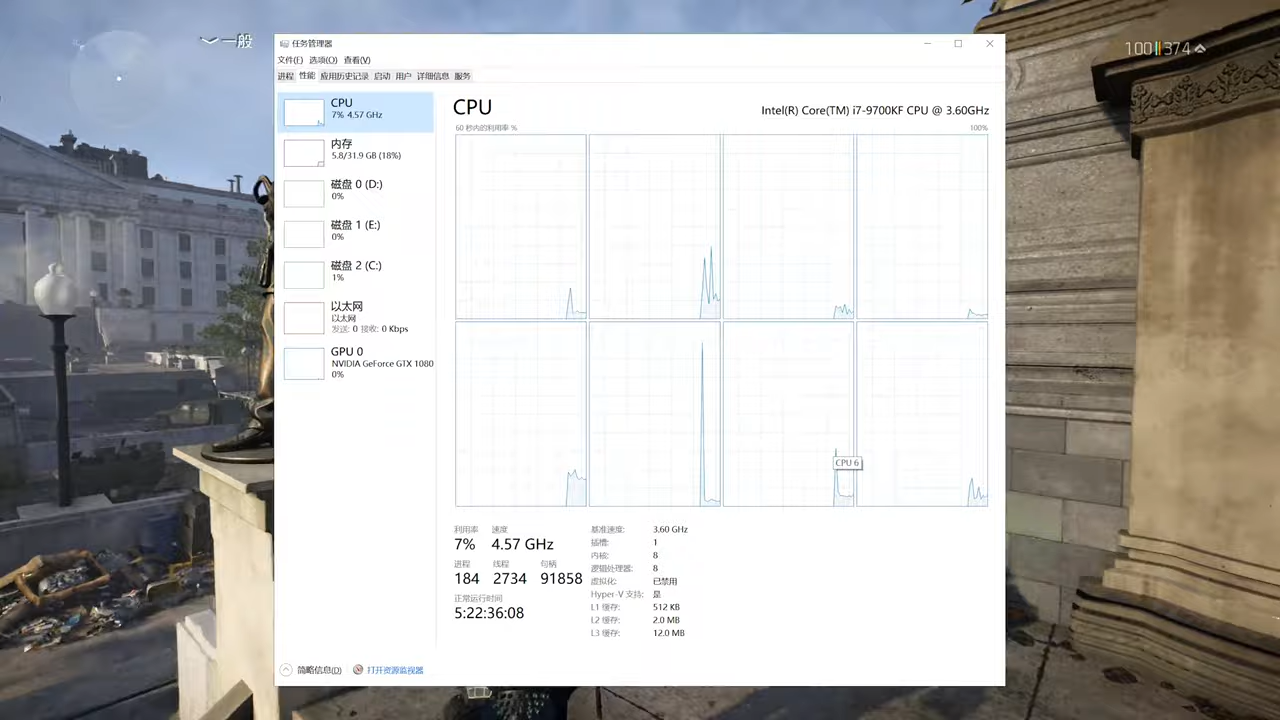 一般
100 374
任务管理器
文件(F) 选项(O) 查看(V)
进程 性能 应用历史记录 启动 用户 详细信息 服务
CPU
7% 4.57 GHz
内存
5.8/31.9 GB (18%)
磁盘 0 (D:)
0%
磁盘 1 (E:)
0%
磁盘 2 (C:)
1%
以太网
以太网
发送: 0 接收: 0 Kbps
GPU 0
NVIDIA GeForce GTX 1080
0%
CPU
Intel(R) Core(TM) i7-9700KF CPU @ 3.60GHz
60 秒内的利用率 %
100%
CPU 6
利用率 速度
7% 4.57 GHz
进程 线程 句柄
184 2734 91858
正常运行时间
5:22:36:08
基准速度: 3.60 GHz
插槽: 1
内核: 8
逻辑处理器: 8
虚拟化: 已禁用
Hyper-V 支持: 是
L1 缓存: 512 KB
L2 缓存: 2.0 MB
L3 缓存: 12.0 MB
简略信息(D)
打开资源监视器